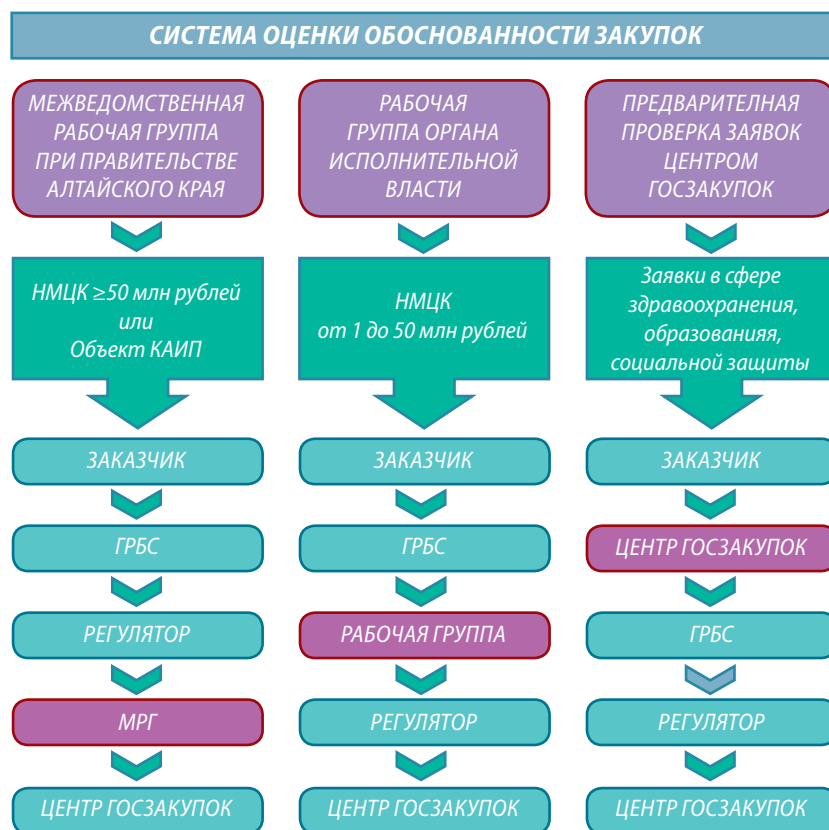 СИСТЕМА ОЦЕНКИ ОБОСНОВАННОСТИ ЗАКУПОК
МЕЖВЕДОМСТВЕННАЯ
РАБОЧАЯ ГРУППА
ПРИ ПРАВИТЕЛЬСТВЕ
АЛТАЙСКОГО КРАЯ
НМЦК ≥50 млн рублей
или
Объект КАИП
ЗАКАЗЧИК
ГРБС
РЕГУЛЯТОР
МРГ
ЦЕНТР ГОСЗАКУПОК
РАБОЧАЯ
ГРУППА ОРГАНА
ИСПОЛНИТЕЛЬНОЙ
ВЛАСТИ
НМЦК
от 1 до 50 млн рублей
ЗАКАЗЧИК
ГРБС
РАБОЧАЯ ГРУППА
РЕГУЛЯТОР
ЦЕНТР ГОСЗАКУПОК
ПРЕДВАРИТЕЛНАЯ
ПРОВЕРКА ЗАЯВОК
ЦЕНТРОМ
ГОСЗАКУПОК
Заявки в сфере
здравоохранения,
образованияя,
социальной защиты
ЗАКАЗЧИК
ЦЕНТР ГОСЗАКУПОК
ГРБС
РЕГУЛЯТОР
ЦЕНТР ГОСЗАКУПОК